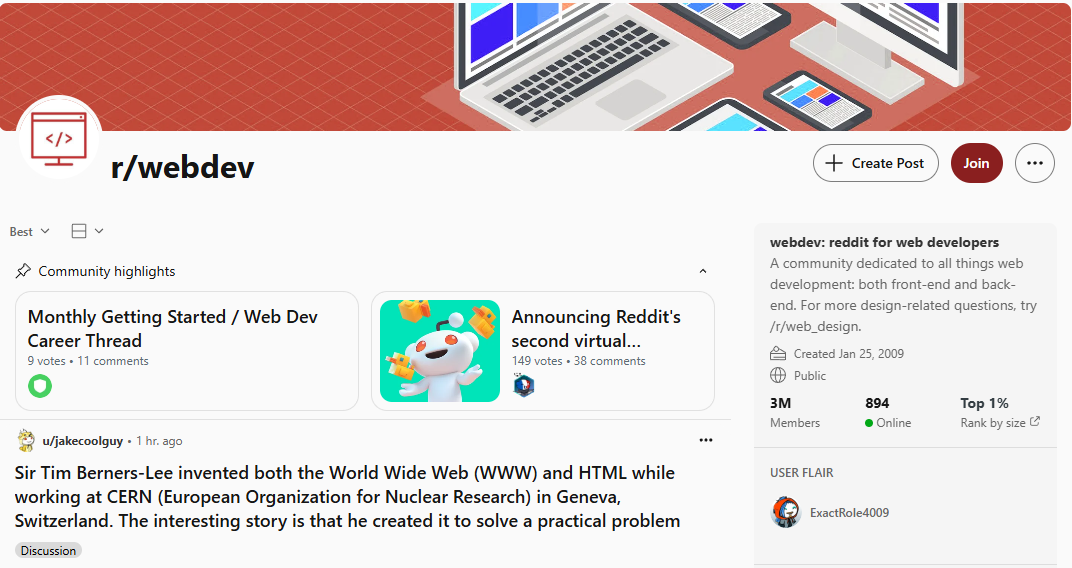 </>
r/webdev
Create Post
Join
Best
Community highlights
Monthly Getting Started / Web Dev
Career Thread
9 votes • 11 comments
Announcing Reddit's
second virtual...
149 votes • 38 comments
u/jakecoolguy • 1 hr. ago
Sir Tim Berners-Lee invented both the World Wide Web (WWW) and HTML while
working at CERN (European Organization for Nuclear Research) in Geneva,
Switzerland. The interesting story is that he created it to solve a practical problem
Discussion
webdev: reddit for web developers
A community dedicated to all things web
development: both front-end and back-
end. For more design-related questions, try
/r/web_design.
Created Jan 25, 2009
Public
3M 894 Top 1%
Members Online Rank by size
USER FLAIR
ExactRole4009